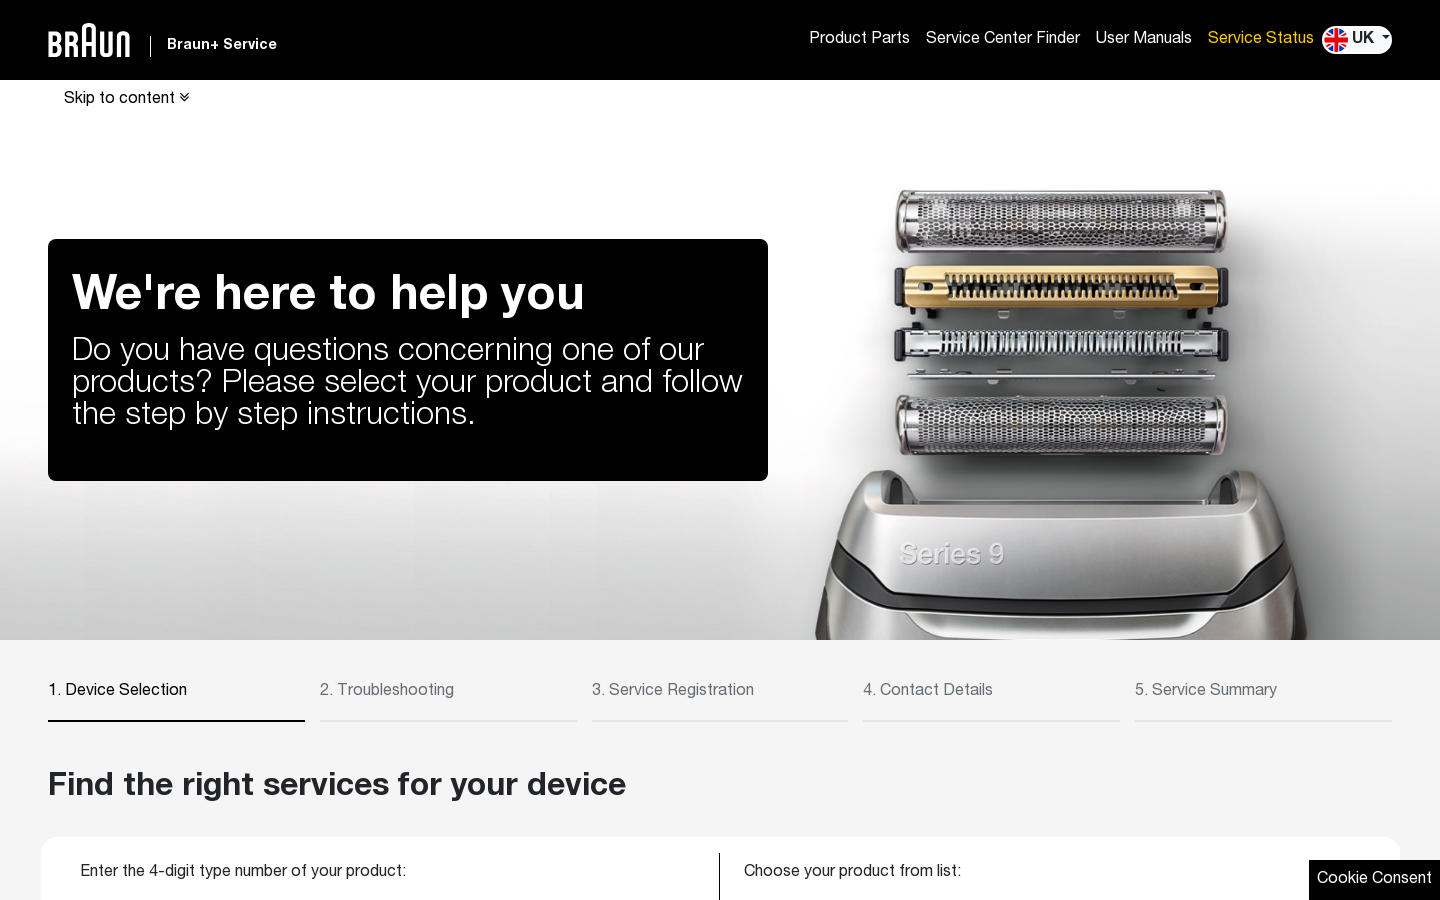 BRAUN
Braun+ Service
Product Parts
Service Center Finder
User Manuals
Service Status
UK
Skip to content
We're here to help you
Do you have questions concerning one of our
products? Please select your product and follow
the step by step instructions.
Series 9
1. Device Selection
2. Troubleshooting
3. Service Registration
4. Contact Details
5. Service Summary
Find the right services for your device
Enter the 4-digit type number of your product:
Choose your product from list:
Cookie Consent